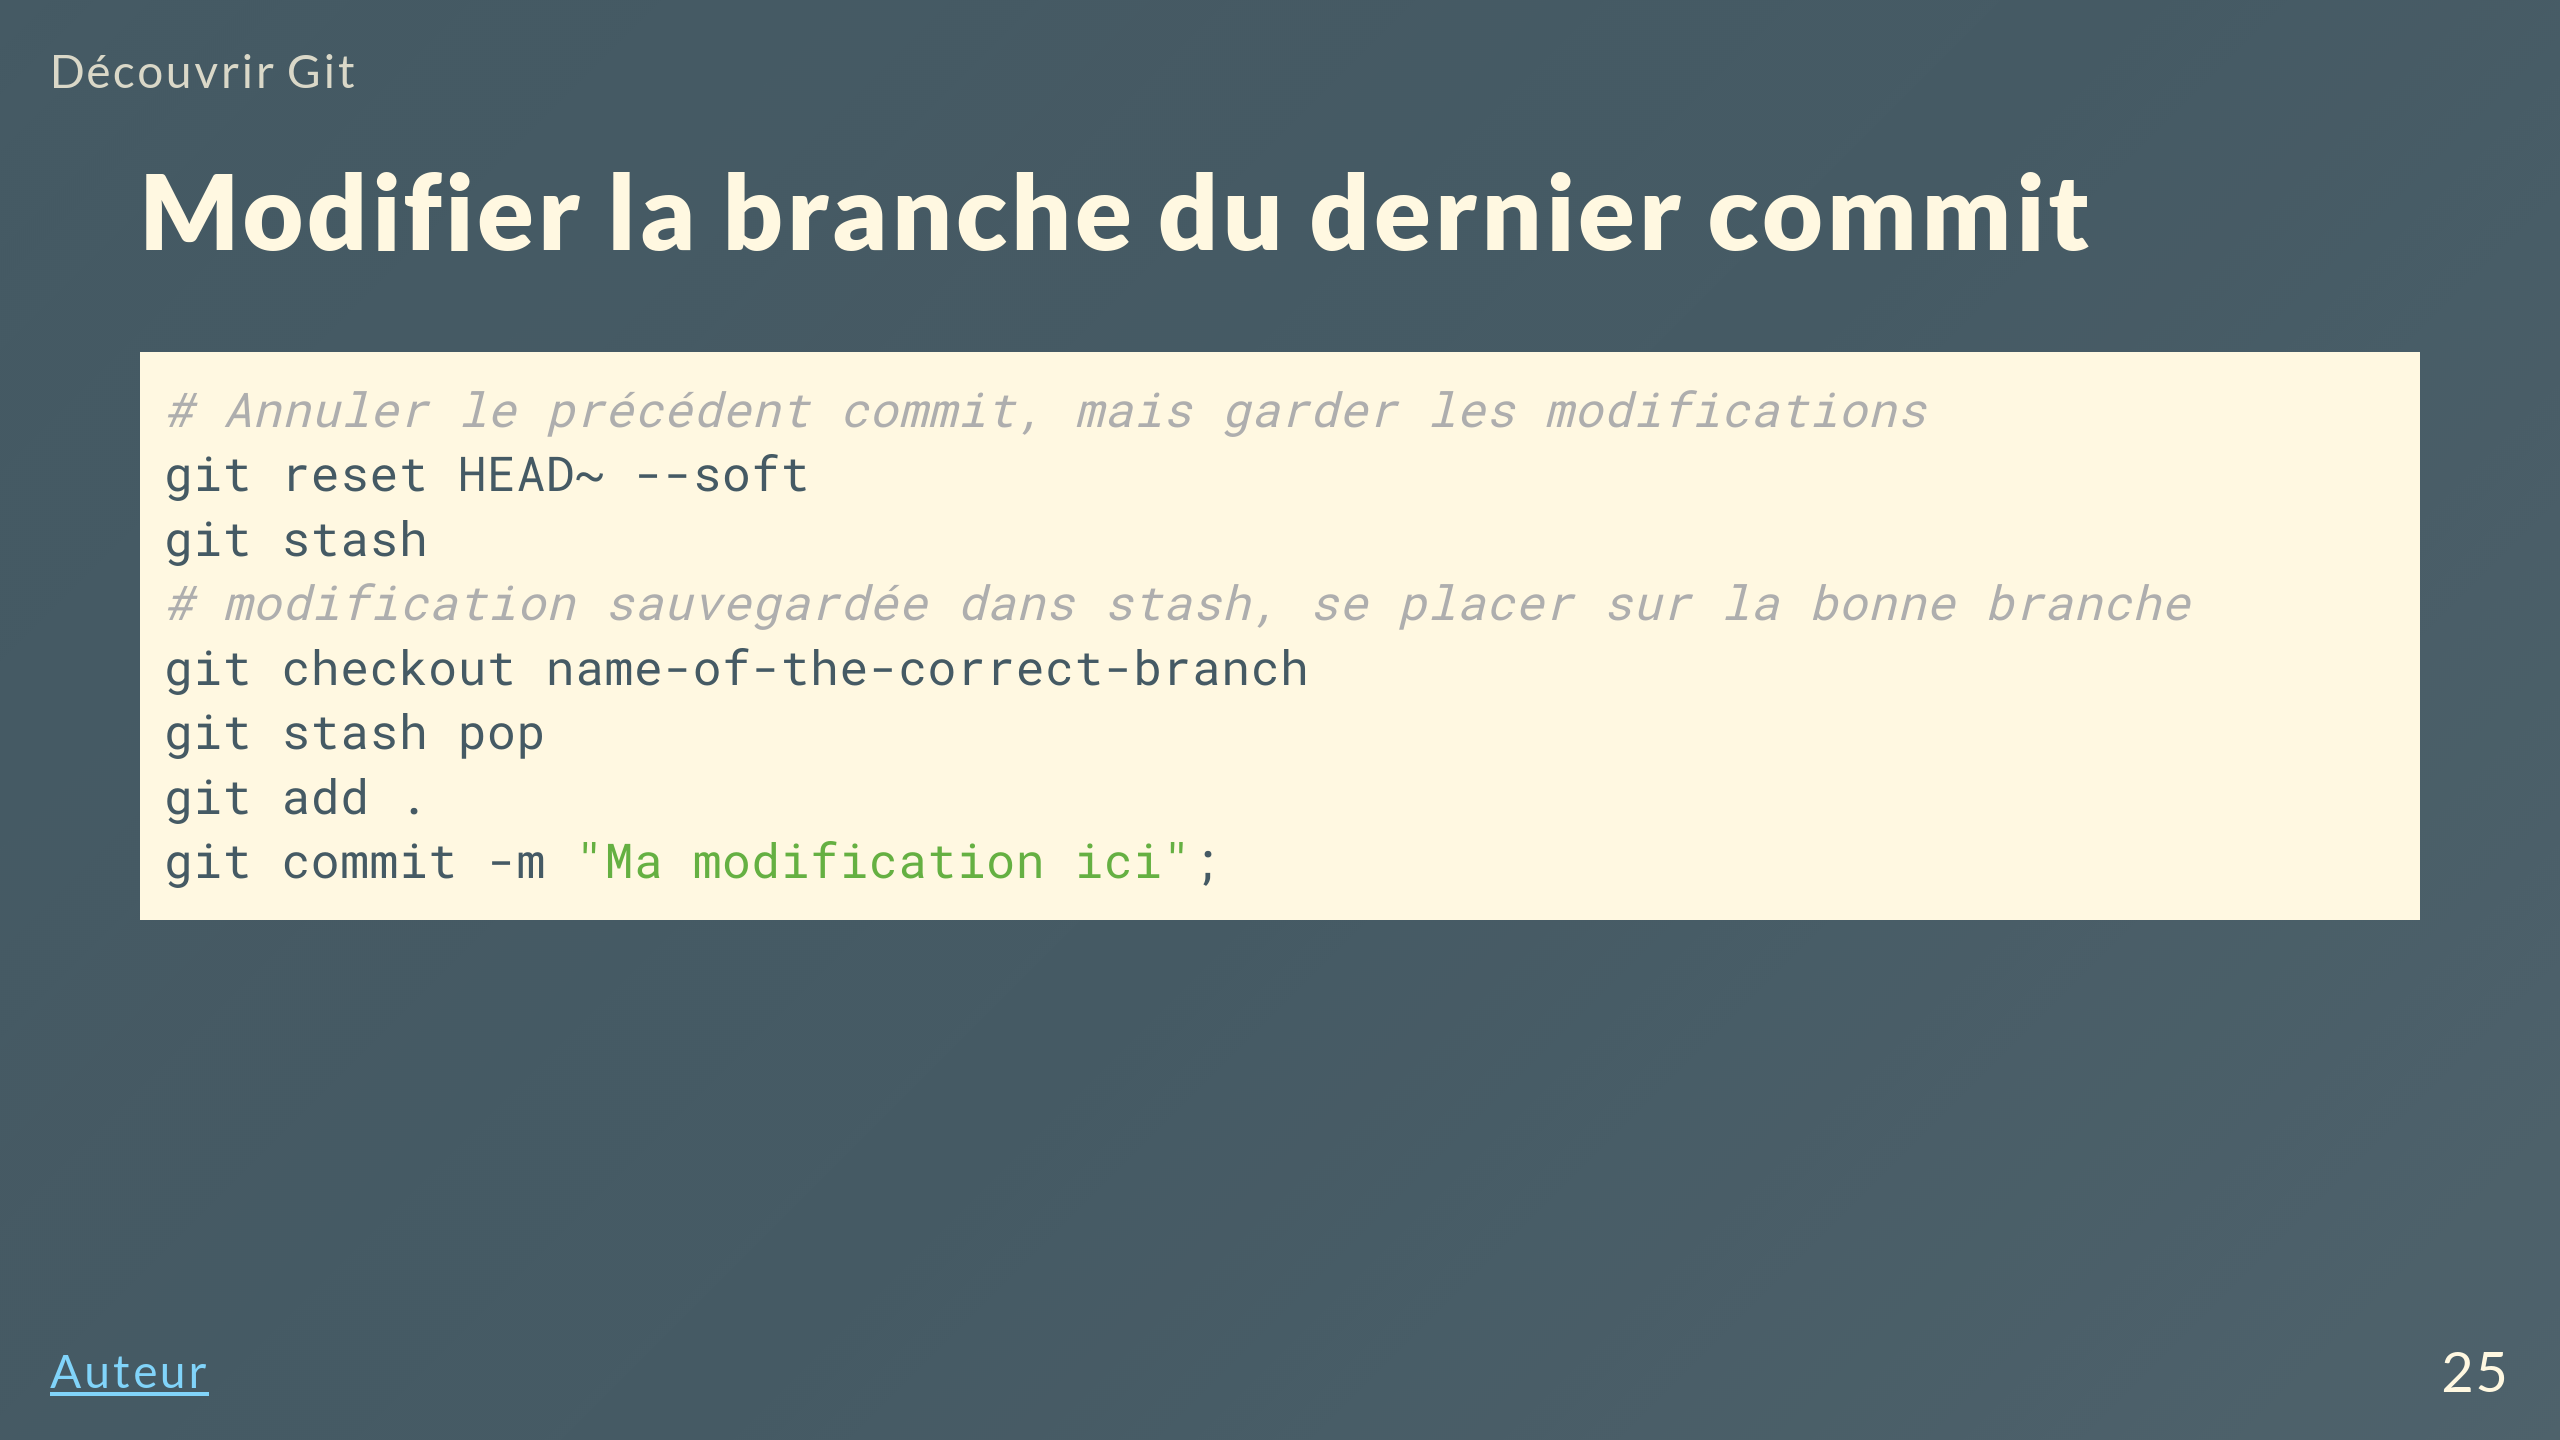 Découvrir Git
Modifier la branche du dernier commit
# Annuler le précédent commit, mais garder les modifications
git reset HEAD~ --soft
git stash
# modification sauvegardée dans stash, se placer sur la bonne branche
git checkout name-of-the-correct-branch
git stash pop
git add .
git commit -m "Ma modification ici";
Auteur
25